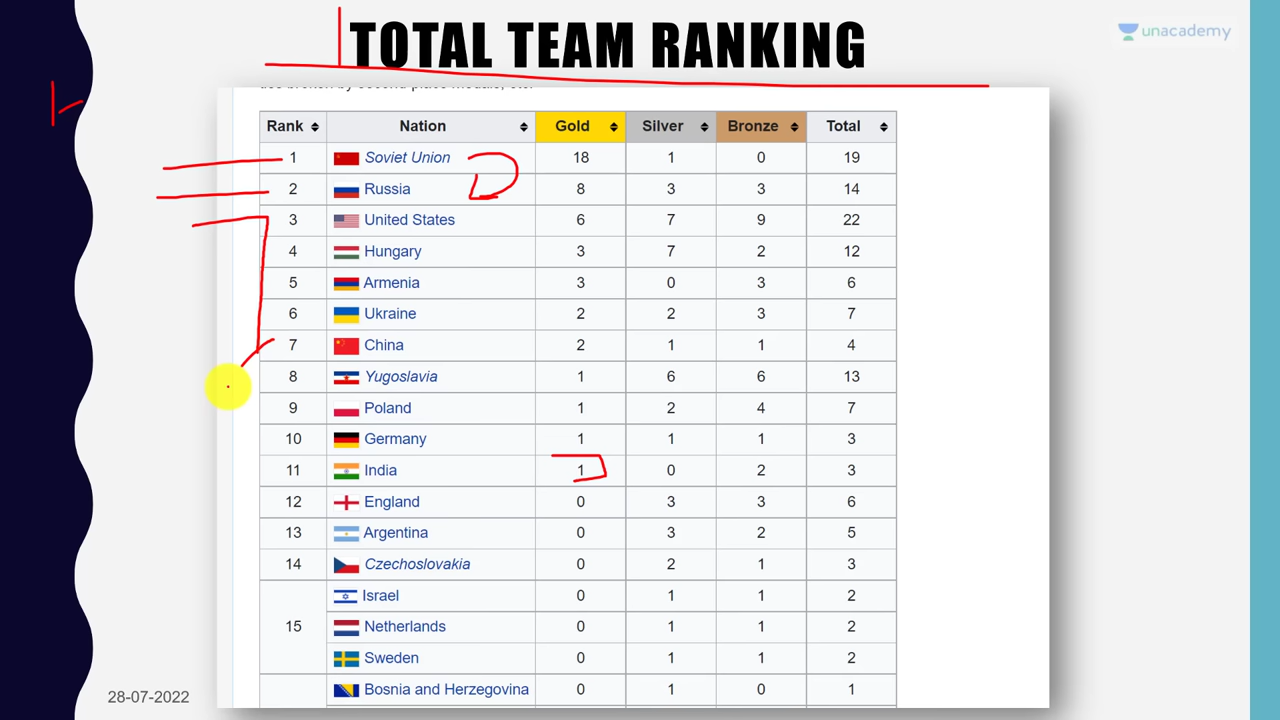 TOTAL TEAM RANKING
unacademy
Rank Nation Gold Silver Bronze Total
1 Soviet Union 18 1 0 19
2 Russia 8 3 3 14
3 United States 6 7 9 22
4 Hungary 3 7 2 12
5 Armenia 3 0 3 6
6 Ukraine 2 2 3 7
7 China 2 1 1 4
8 Yugoslavia 1 6 6 13
9 Poland 1 2 4 7
10 Germany 1 1 1 3
11 India 1 0 2 3
12 England 0 3 3 6
13 Argentina 0 3 2 5
14 Czechoslovakia 0 2 1 3
Israel 0 1 1 2
15 Netherlands 0 1 1 2
Sweden 0 1 1 2
Bosnia and Herzegovina 0 1 0 1
28-07-2022